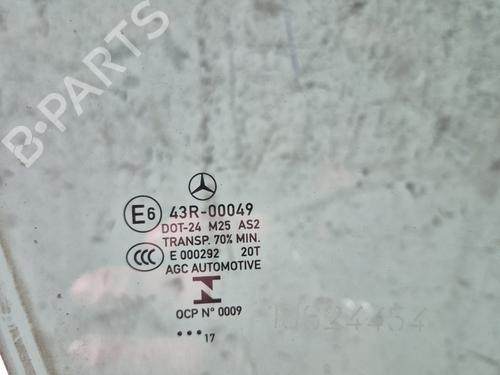 B-PARTS
E6 43R-00049
DOT-24 M25 AS2
TRANSP. 70% MIN.
CCC E 000292 20T
AGC AUTOMOTIVE
N
OCP N° 0009
••• 17